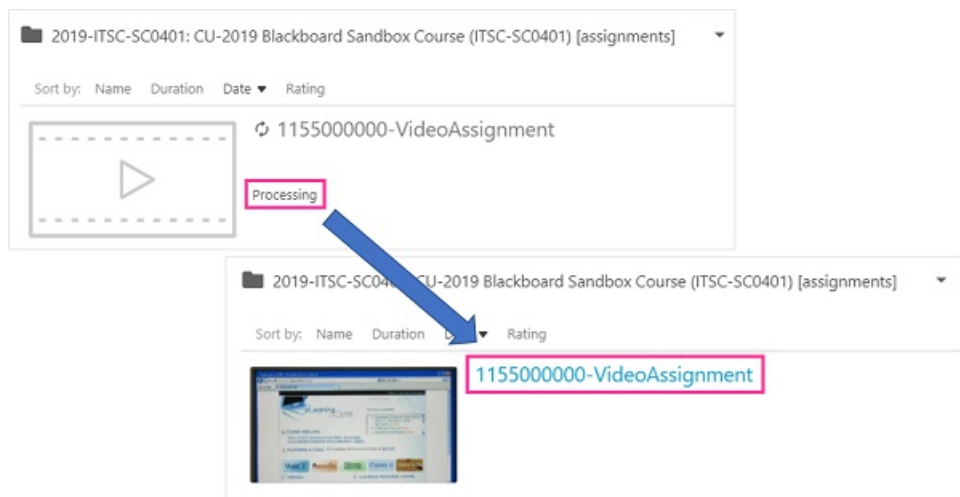 2019-ITSC-SC0401: CU-2019 Blackboard Sandbox Course (ITSC-SC0401) [assignments]
Sort by: Name Duration Date ▼ Rating
1155000000-VideoAssignment
Processing
2019-ITSC-SC04 CU-2019 Blackboard Sandbox Course (ITSC-SC0401) [assignments]
Sort by: Name Duration D ▼ Rating
1155000000-VideoAssignment
eLearning